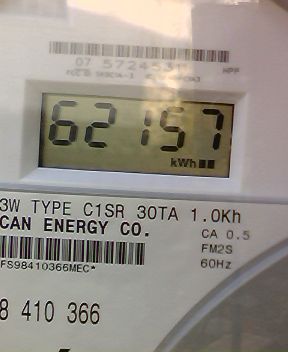 07 572453
62157
kWh
3W TYPE C1SR 30TA 1.0Kh
CAN ENERGY CO.
CA 0.5
FM2S
FS98410366MEC*
60Hz
8 410 366